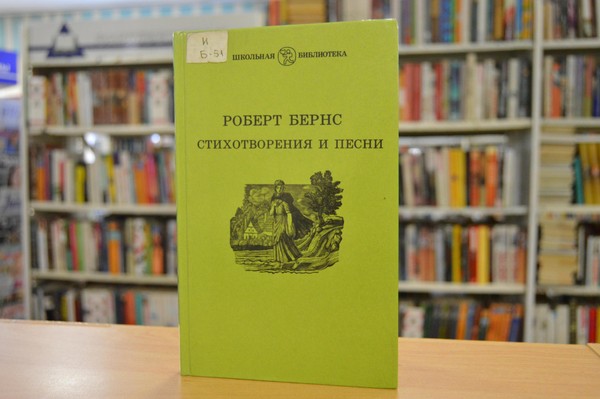 И
Б-51
ШКОЛЬНАЯ БИБЛИОТЕКА
РОБЕРТ БЕРНС
СТИХОТВОРЕНИЯ И ПЕСНИ